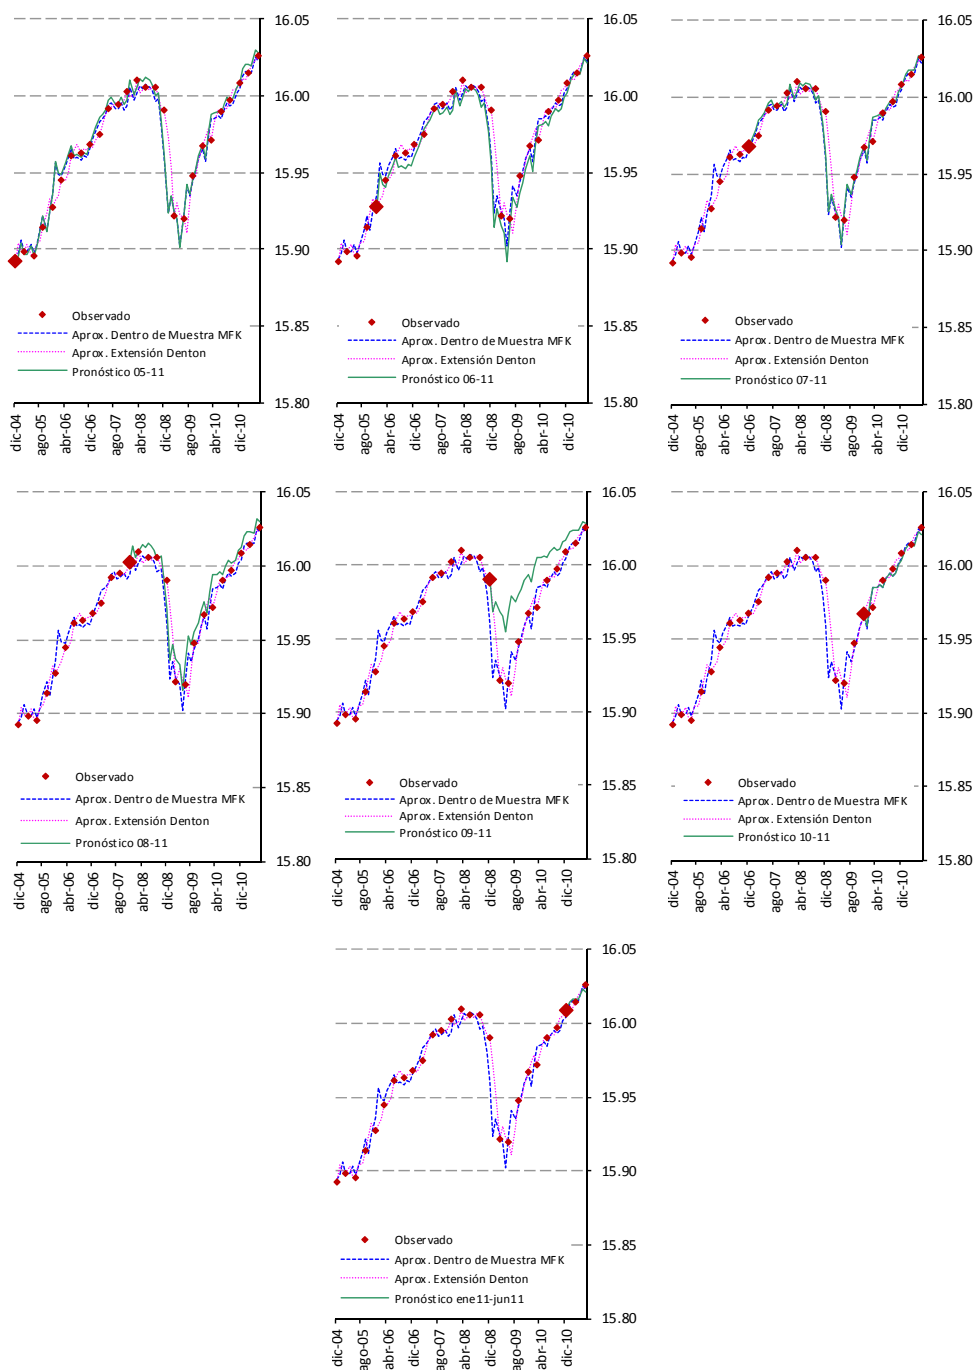 16.05
16.00
15.95
15.90
15.85
15.80
Observado
Aprox. Dentro de Muestra MFK
Aprox. Extensión Denton
Pronóstico 05-11
dic-04
ago-05
abr-06
dic-06
ago-07
abr-08
dic-08
ago-09
abr-10
dic-10
16.05
16.00
15.95
15.90
15.85
15.80
Observado
Aprox. Dentro de Muestra MFK
Aprox. Extensión Denton
Pronóstico 06-11
dic-04
ago-05
abr-06
dic-06
ago-07
abr-08
dic-08
ago-09
abr-10
dic-10
16.05
16.00
15.95
15.90
15.85
15.80
Observado
Aprox. Dentro de Muestra MFK
Aprox. Extensión Denton
Pronóstico 07-11
dic-04
ago-05
abr-06
dic-06
ago-07
abr-08
dic-08
ago-09
abr-10
dic-10
16.05
16.00
15.95
15.90
15.85
15.80
Observado
Aprox. Dentro de Muestra MFK
Aprox. Extensión Denton
Pronóstico 08-11
dic-04
ago-05
abr-06
dic-06
ago-07
abr-08
dic-08
ago-09
abr-10
dic-10
16.05
16.00
15.95
15.90
15.85
15.80
Observado
Aprox. Dentro de Muestra MFK
Aprox. Extensión Denton
Pronóstico 09-11
dic-04
ago-05
abr-06
dic-06
ago-07
abr-08
dic-08
ago-09
abr-10
dic-10
16.05
16.00
15.95
15.90
15.85
15.80
Observado
Aprox. Dentro de Muestra MFK
Aprox. Extensión Denton
Pronóstico 10-11
dic-04
ago-05
abr-06
dic-06
ago-07
abr-08
dic-08
ago-09
abr-10
dic-10
16.05
16.00
15.95
15.90
15.85
15.80
Observado
Aprox. Dentro de Muestra MFK
Aprox. Extensión Denton
Pronóstico ene11-jun11
dic-04
ago-05
abr-06
dic-06
ago-07
abr-08
dic-08
ago-09
abr-10
dic-10